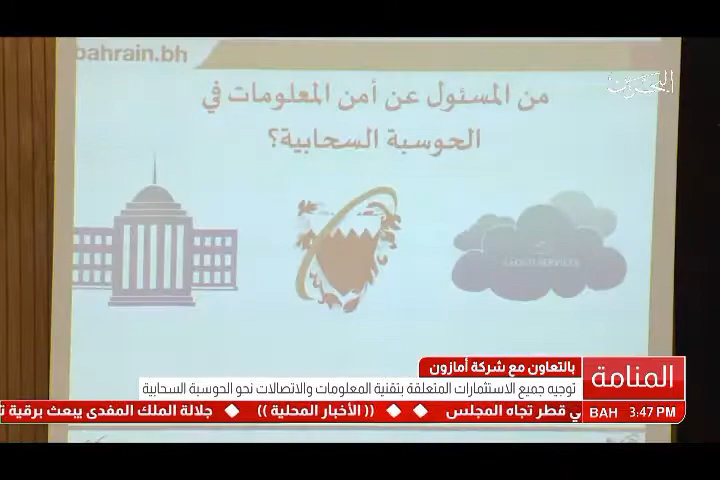 bahrain.bh
البحرين
من المسئول عن أمن المعلومات في
الحوسبة السحابية؟
CLOUD SERVICES
بالتعاون مع شركة أمازون
المنامة
توجيه جميع الاستثمارات المتعلقة بتقنية المعلومات والاتصالات نحو الحوسبة السحابية
BAH 3:47 PM
ي قطر تجاه المجلس ◆ ◆ (( الأخبار المحلية )) ◆ جلالة الملك المفدى يبعث برقية